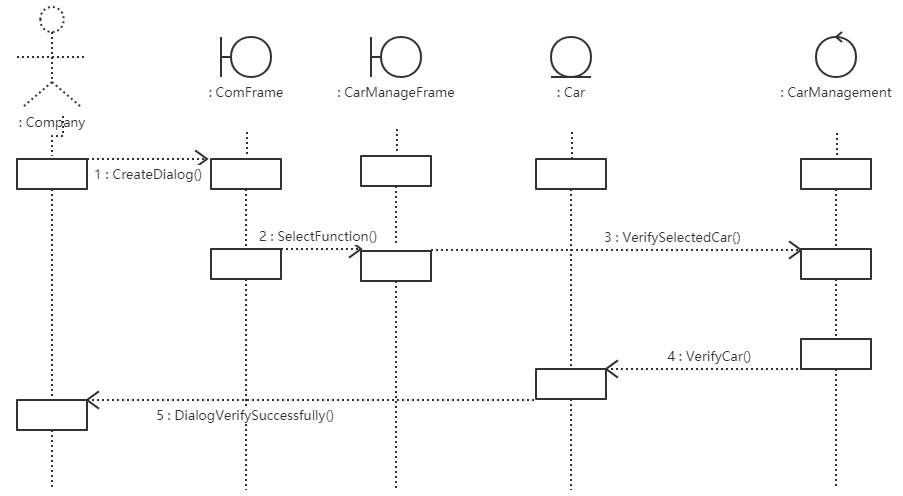 : ComFrame
: CarManageFrame
: Car
: CarManagement
: Company
1 : CreateDialog()
2 : SelectFunction()
3 : VerifySelectedCar()
4 : VerifyCar()
5 : DialogVerifySuccessfully()